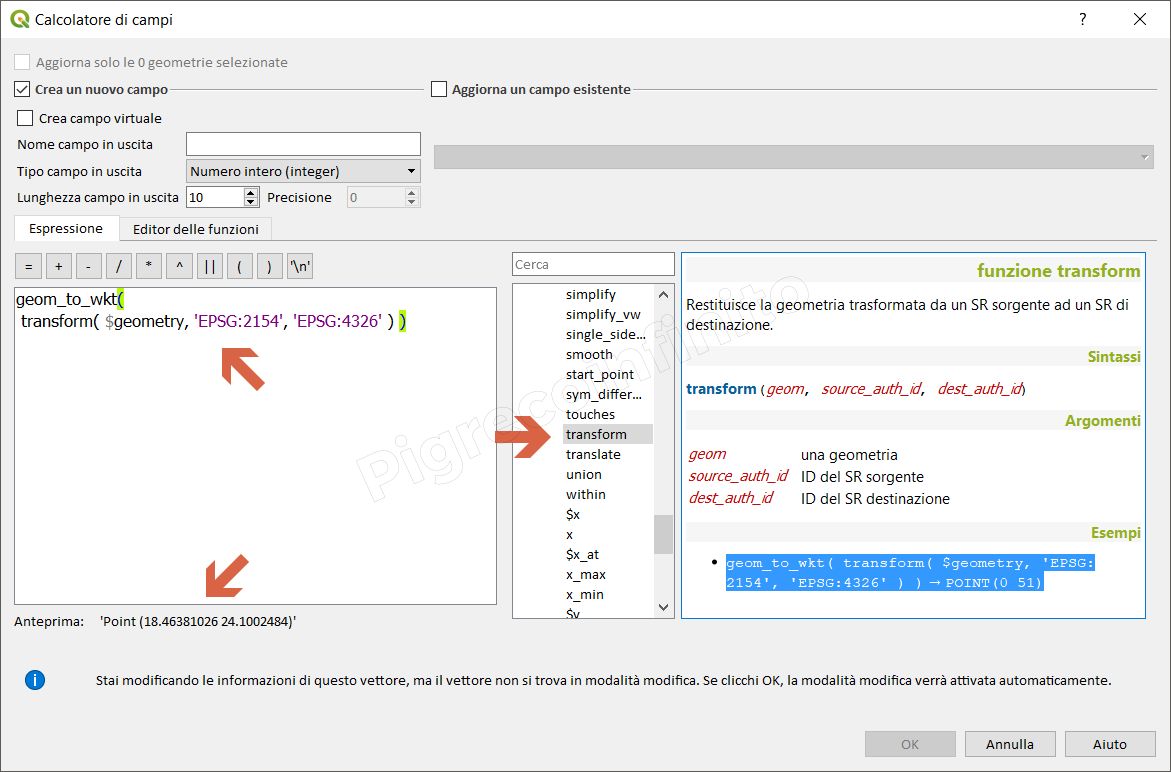 Calcolatore di campi
?
Aggiorna solo le 0 geometrie selezionate
Crea un nuovo campo
Aggiorna un campo esistente
Crea campo virtuale
Nome campo in uscita
Tipo campo in uscita Numero intero (integer)
Lunghezza campo in uscita 10 Precisione 0
Espressione Editor delle funzioni
= + - / * ^ || ( ) '\n'
geom_to_wkt(
transform( $geometry, 'EPSG:2154', 'EPSG:4326' ) )
Anteprima: 'Point (18.46381026 24.1002484)'
Cerca
simplify
simplify_vw
single_side...
smooth
start_point
sym_differ...
touches
transform
translate
union
within
$x
x
$x_at
x_max
x_min
$y
funzione transform
Restituisce la geometria trasformata da un SR sorgente ad un SR di
destinazione.
Sintassi
transform(geom, source_auth_id, dest_auth_id)
Argomenti
geom una geometria
source_auth_id ID del SR sorgente
dest_auth_id ID del SR destinazione
Esempi
• geom_to_wkt( transform( $geometry, 'EPSG:
2154', 'EPSG:4326' ) ) → POINT(0 51)
Pigrecoinfinito
Stai modificando le informazioni di questo vettore, ma il vettore non si trova in modalità modifica. Se clicchi OK, la modalità modifica verrà attivata automaticamente.
OK Annulla Aiuto